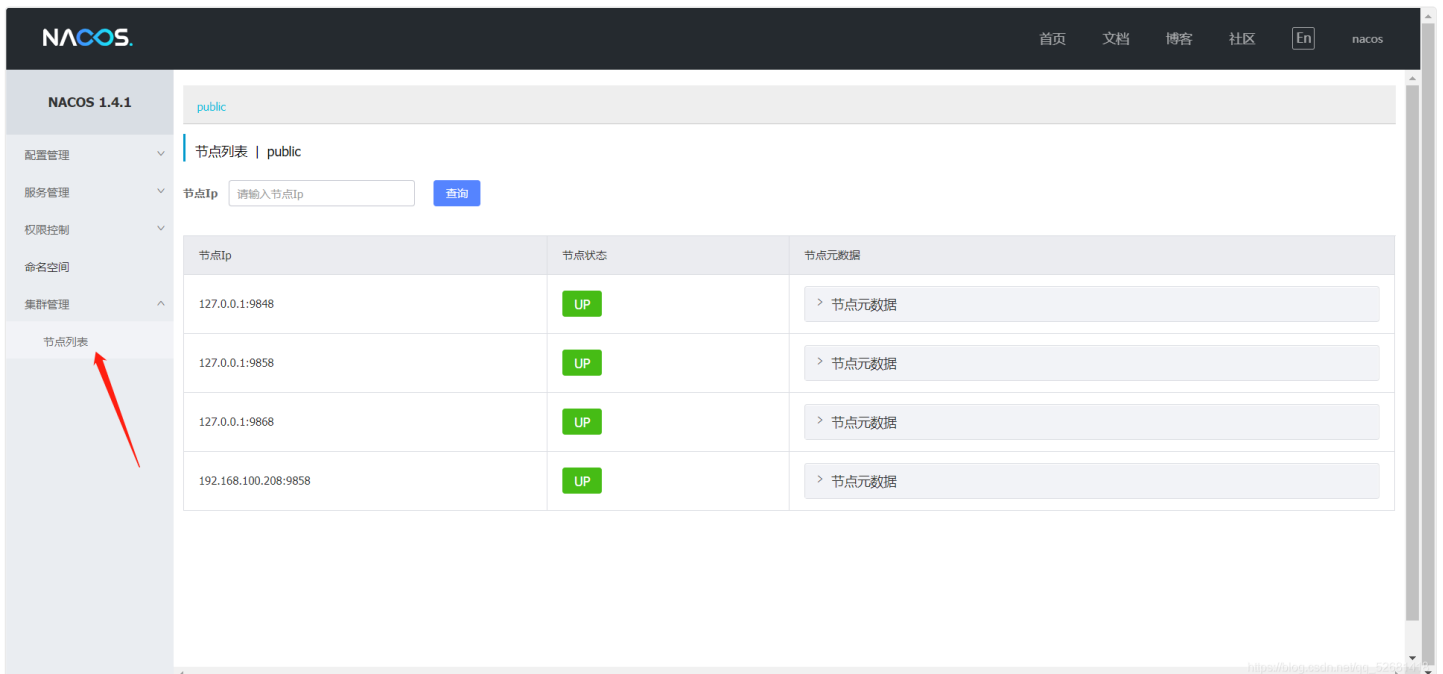 NACOS.
首页 文档 博客 社区 En nacos
NACOS 1.4.1
配置管理
服务管理
权限控制
命名空间
集群管理
节点列表
public
节点列表 | public
节点Ip 请输入节点Ip 查询
节点Ip 节点状态 节点元数据
127.0.0.1:9848 UP 节点元数据
127.0.0.1:9858 UP 节点元数据
127.0.0.1:9868 UP 节点元数据
192.168.100.208:9858 UP 节点元数据